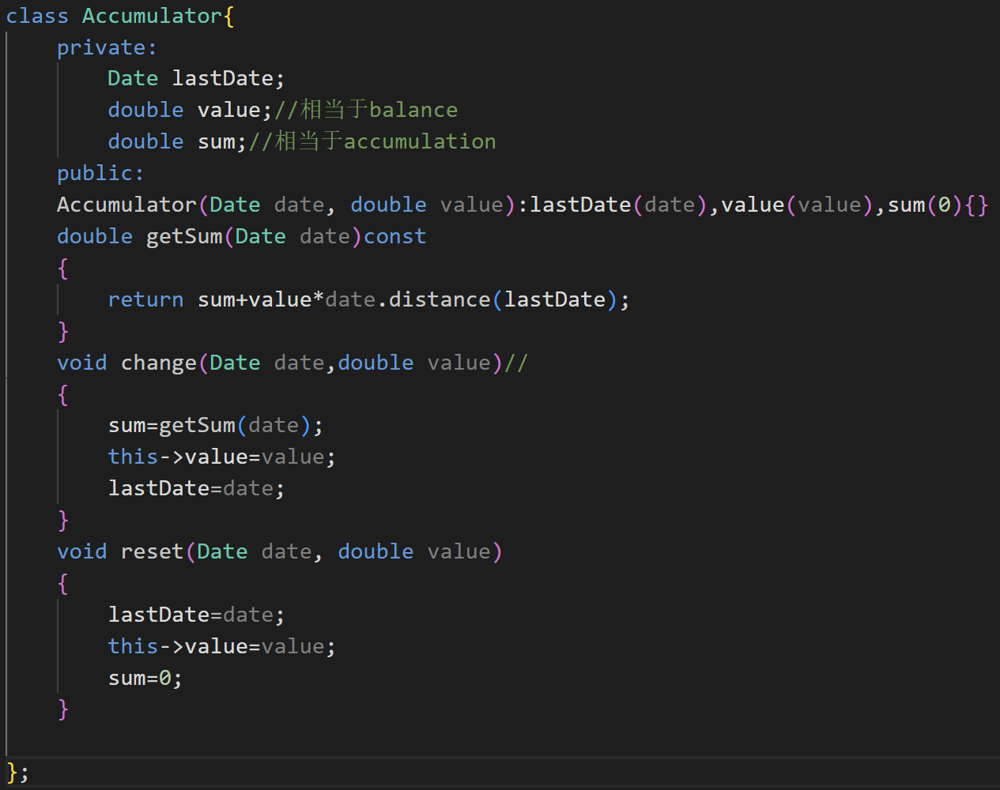 class Accumulator{
private:
Date lastDate;
double value;//相当于balance
double sum;//相当于accumulation
public:
Accumulator(Date date, double value):lastDate(date),value(value),sum(0){}
double getSum(Date date)const
{
return sum+value*date.distance(lastDate);
}
void change(Date date,double value)//
{
sum=getSum(date);
this->value=value;
lastDate=date;
}
void reset(Date date, double value)
{
lastDate=date;
this->value=value;
sum=0;
}
};